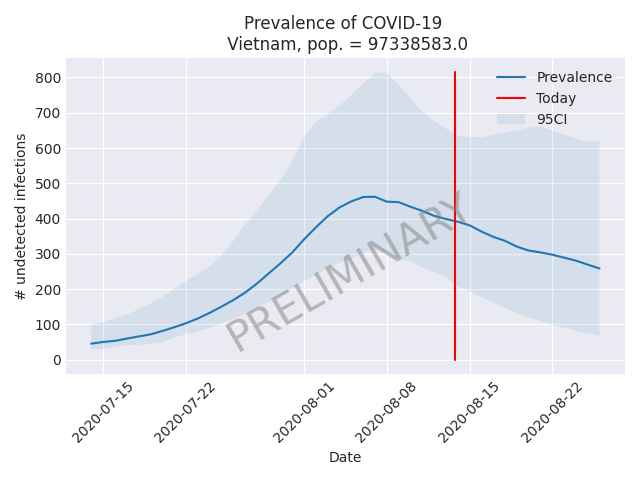 Prevalence of COVID-19
Vietnam, pop. = 97338583.0
Prevalence
Today
95CI
800
700
600
500
400
300
200
100
0
# undetected infections
PRELIMINARY
2020-07-15
2020-07-22
2020-08-01
2020-08-08
2020-08-15
2020-08-22
Date